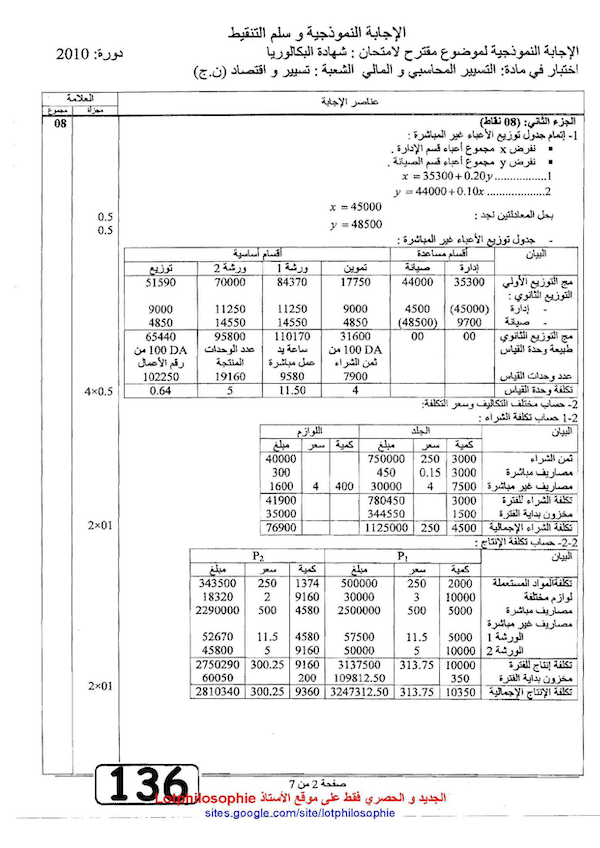 الإجابة النموذجية و سلم التنقيط
الإجابة النموذجية لموضوع مقترح لامتحان : شهادة البكالوريا دورة: 2010
اختبار في مادة: التسيير المحاسبي و المالي الشعبة : تسيير و اقتصاد (ن.ج)
عناصر الإجابة العلامة
مجزأة مجموع
الجزء الثاني: (08 نقاط) 08
1- إتمام جدول توزيع الأعباء غير المباشرة :
▪ نفرض x مجموع أعباء قسم الإدارة .
▪ نفرض y مجموع أعباء قسم الصيانة .
x = 35300 + 0.20y ................1
y = 44000 + 0.10x ..................2
بحل المعادلتين نجد :
x = 45000 0.5
y = 48500 0.5
- جدول توزيع الأعباء غير المباشرة :
البيان أقسام مساعدة أقسام أساسية
إدارة صيانة تموين ورشة 1 ورشة 2 توزيع
مج التوزيع الأولي 35300 44000 17750 84370 70000 51590
التوزيع الثانوي :
- إدارة (45000) 4500 9000 11250 11250 9000
- صيانة 9700 (48500) 4850 14550 14550 4850
مج التوزيع الثانوي 00 00 31600 110170 95800 65440
طبيعة وحدة القياس 100 DA من ساعة يد عدد الوحدات 100 DA من
ثمن الشراء عمل مباشرة المنتجة رقم الأعمال
عدد وحدات القياس 7900 9580 19160 102250
تكلفة وحدة القياس 4 11.50 5 0.64 4×0.5
2- حساب مختلف التكاليف وسعر التكلفة:
2-1 حساب تكلفة الشراء :
البيان الجلد اللوازم
كمية سعر مبلغ كمية سعر مبلغ
ثمن الشراء 3000 250 750000 40000
مصاريف مباشرة 3000 0.15 450 300
مصاريف غير مباشرة 7500 4 30000 400 4 1600
تكلفة الشراء للفترة 3000 780450 41900
مخزون بداية الفترة 1500 344550 35000
تكلفة الشراء الإجمالية 4500 250 1125000 76900 2×01
2-2- حساب تكلفة الإنتاج :
البيان P1 P2
كمية سعر مبلغ كمية سعر مبلغ
تكلفة المواد المستعملة 2000 250 500000 1374 250 343500
لوازم مختلفة 10000 3 30000 9160 2 18320
مصاريف مباشرة 5000 500 2500000 4580 500 2290000
مصاريف غير مباشرة
الورشة 1 5000 11.5 57500 4580 11.5 52670
الورشة 2 10000 5 50000 9160 5 45800
تكلفة إنتاج للفترة 10000 313.75 3137500 9160 300.25 2750290
مخزون بداية الفترة 350 109812.50 200 60050
تكلفة الإنتاج الإجمالية 10350 313.75 3247312.50 9360 300.25 2810340 2×01
صفحة 2 من 7
136
الجديد و الحصري فقط على موقع الأستاذ Lotphilosophie
sites.google.com/site/lotphilosophie